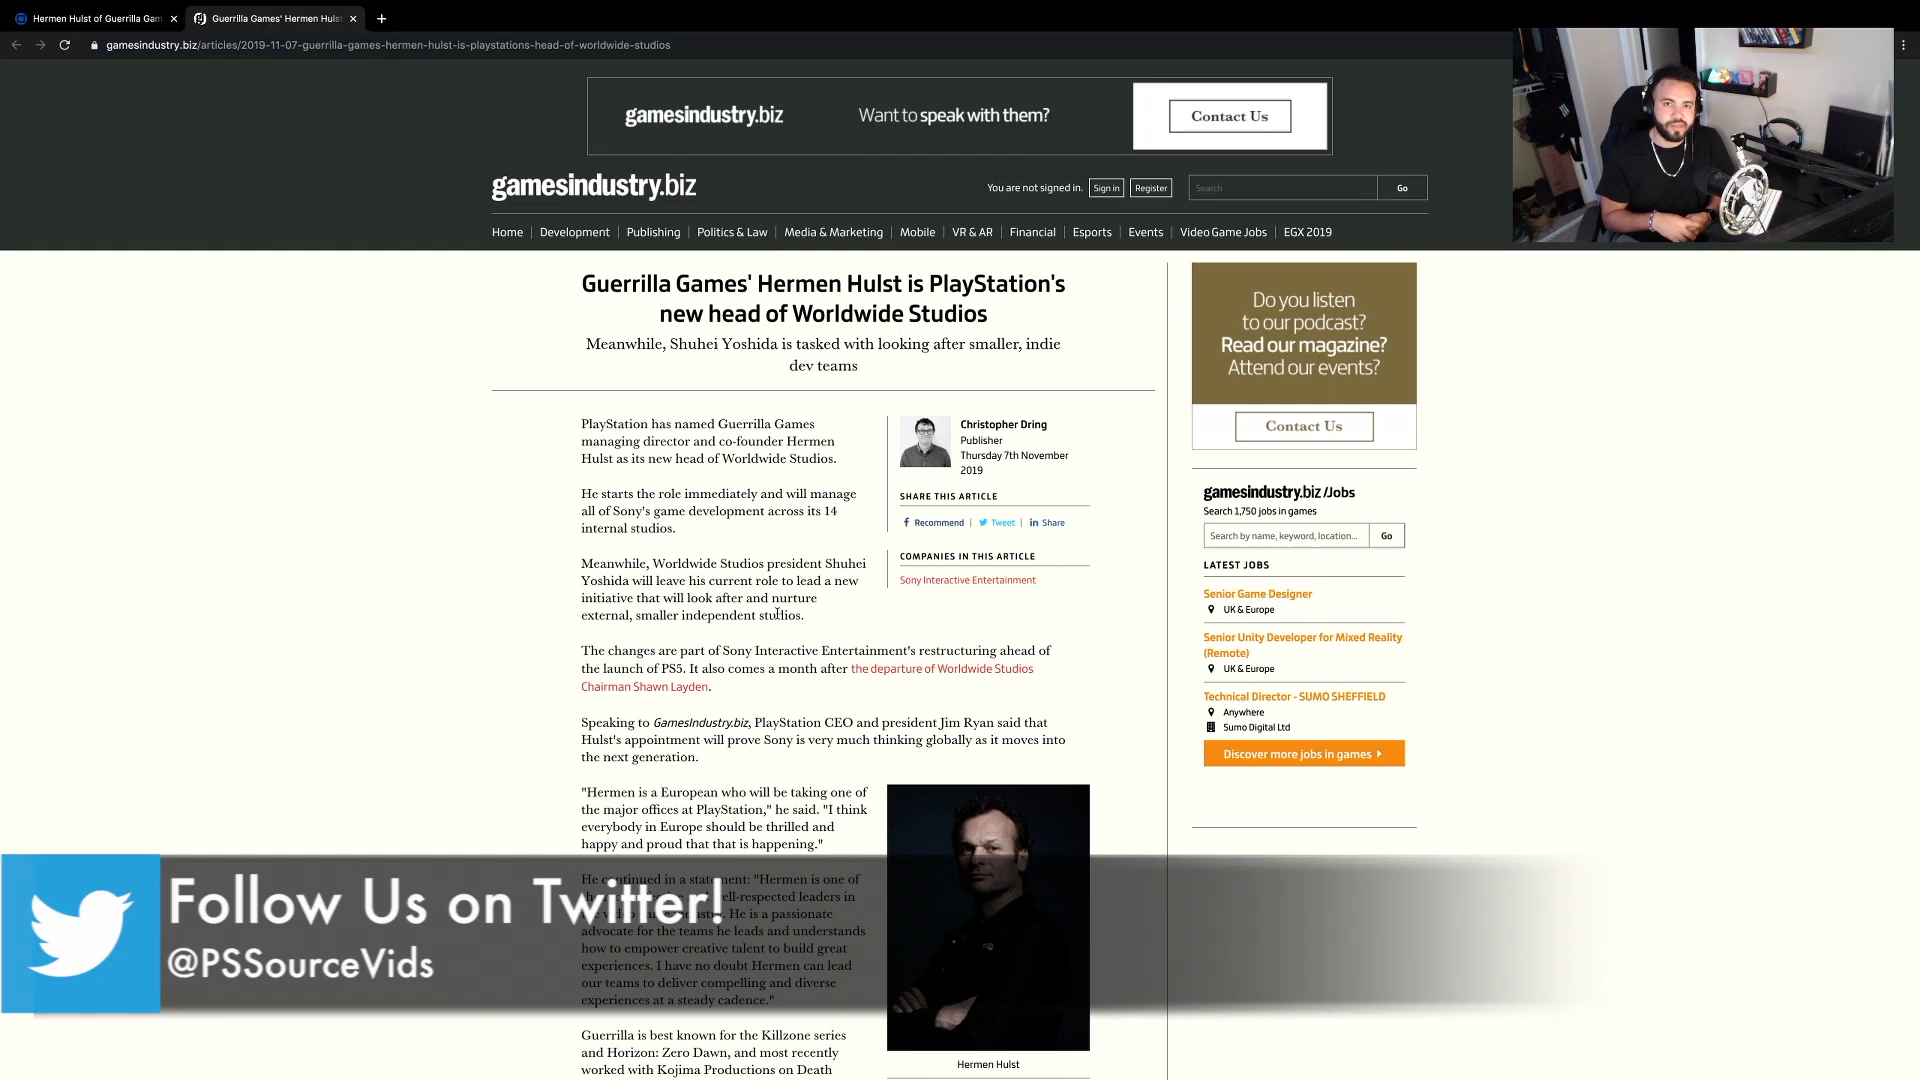 Hermen Hulst of Guerrilla Gam
Guerrilla Games' Hermen Hulst
gamesindustry.biz/articles/2019-11-07-guerrilla-games-hermen-hulst-is-playstations-head-of-worldwide-studios
gamesindustry.biz
Want to speak with them?
Contact Us
gamesindustry.biz
You are not signed in. Sign in Register
Search
Go
Home Development Publishing Politics & Law Media & Marketing Mobile VR & AR Financial Esports Events Video Game Jobs EGX 2019
Guerrilla Games' Hermen Hulst is PlayStation's
new head of Worldwide Studios
Meanwhile, Shuhei Yoshida is tasked with looking after smaller, indie
dev teams
PlayStation has named Guerrilla Games
managing director and co-founder Hermen
Hulst as its new head of Worldwide Studios.
He starts the role immediately and will manage
all of Sony's game development across its 14
internal studios.
Meanwhile, Worldwide Studios president Shuhei
Yoshida will leave his current role to lead a new
initiative that will look after and nurture
external, smaller independent studios.
Christopher Dring
Publisher
Thursday 7th November
2019
SHARE THIS ARTICLE
Recommend | Tweet | in Share
COMPANIES IN THIS ARTICLE
Sony Interactive Entertainment
The changes are part of Sony Interactive Entertainment's restructuring ahead of
the launch of PS5. It also comes a month after the departure of Worldwide Studios
Chairman Shawn Layden.
Speaking to GamesIndustry.biz, PlayStation CEO and president Jim Ryan said that
Hulst's appointment will prove Sony is very much thinking globally as it moves into
the next generation.
"Hermen is a European who will be taking one of
the major offices at PlayStation," he said. "I think
everybody in Europe should be thrilled and
happy and proud that that is happening."
He continued in a statement: "Hermen is one of
well-respected leaders in
He is a passionate
advocate for the teams he leads and understands
how to empower creative talent to build great
experiences. I have no doubt Hermen can lead
our teams to deliver compelling and diverse
experiences at a steady cadence."
Guerrilla is best known for the Killzone series
and Horizon: Zero Dawn, and most recently
worked with Kojima Productions on Death
Hermen Hulst
Do you listen
to our podcast?
Read our magazine?
Attend our events?
Contact Us
gamesindustry.biz /Jobs
Search 1,750 jobs in games
Search by name, keyword, location...
Go
LATEST JOBS
Senior Game Designer
UK & Europe
Senior Unity Developer for Mixed Reality
(Remote)
UK & Europe
Technical Director - SUMO SHEFFIELD
Anywhere
Sumo Digital Ltd
Discover more jobs in games
Follow Us on Twitter!
@PSSourceVids